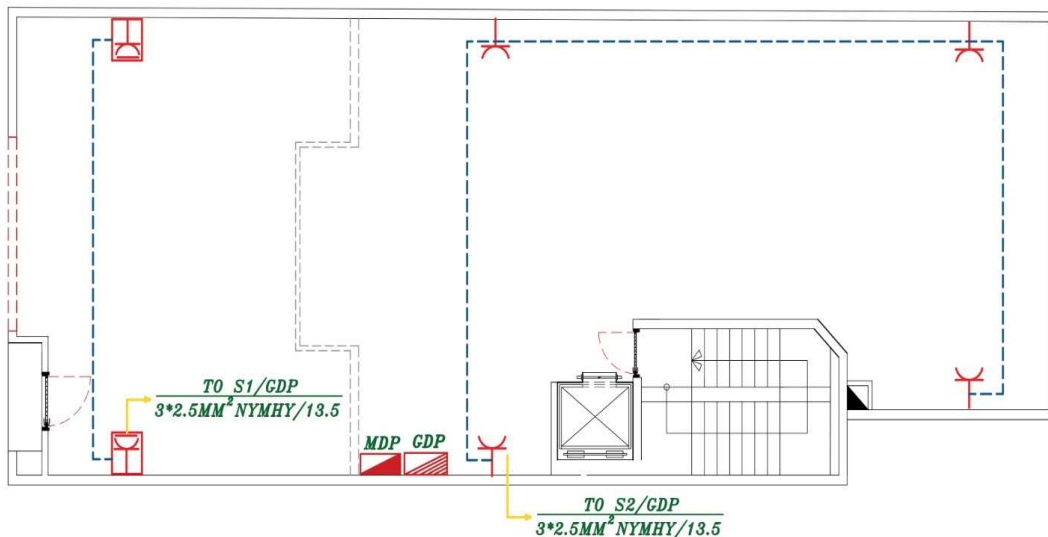 TO S1/GDP
3*2.5MM² NYMHY/13.5
MDP GDP
TO S2/GDP
3*2.5MM² NYMHY/13.5